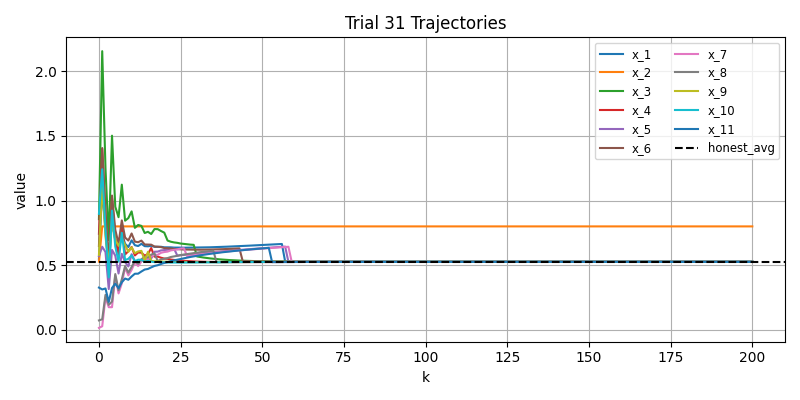 Trial 31 Trajectories
value
2.0
1.5
1.0
0.5
0.0
0 25 50 75 100 125 150 175 200
k
x_1 x_7
x_2 x_8
x_3 x_9
x_4 x_10
x_5 x_11
x_6 honest_avg